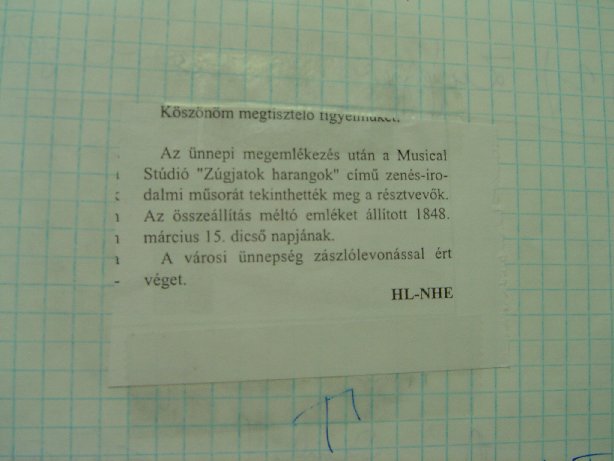 Köszönöm megtisztelő figyelmüket.
Az ünnepi megemlékezés után a Musical
Stúdió "Zúgjatok harangok" című zenés-iro-
dalmi műsorát tekinthették meg a résztvevők.
Az összeállítás méltó emléket állított 1848.
március 15. dicső napjának.
A városi ünnepség zászlólevonással ért
véget.
HL-NHE